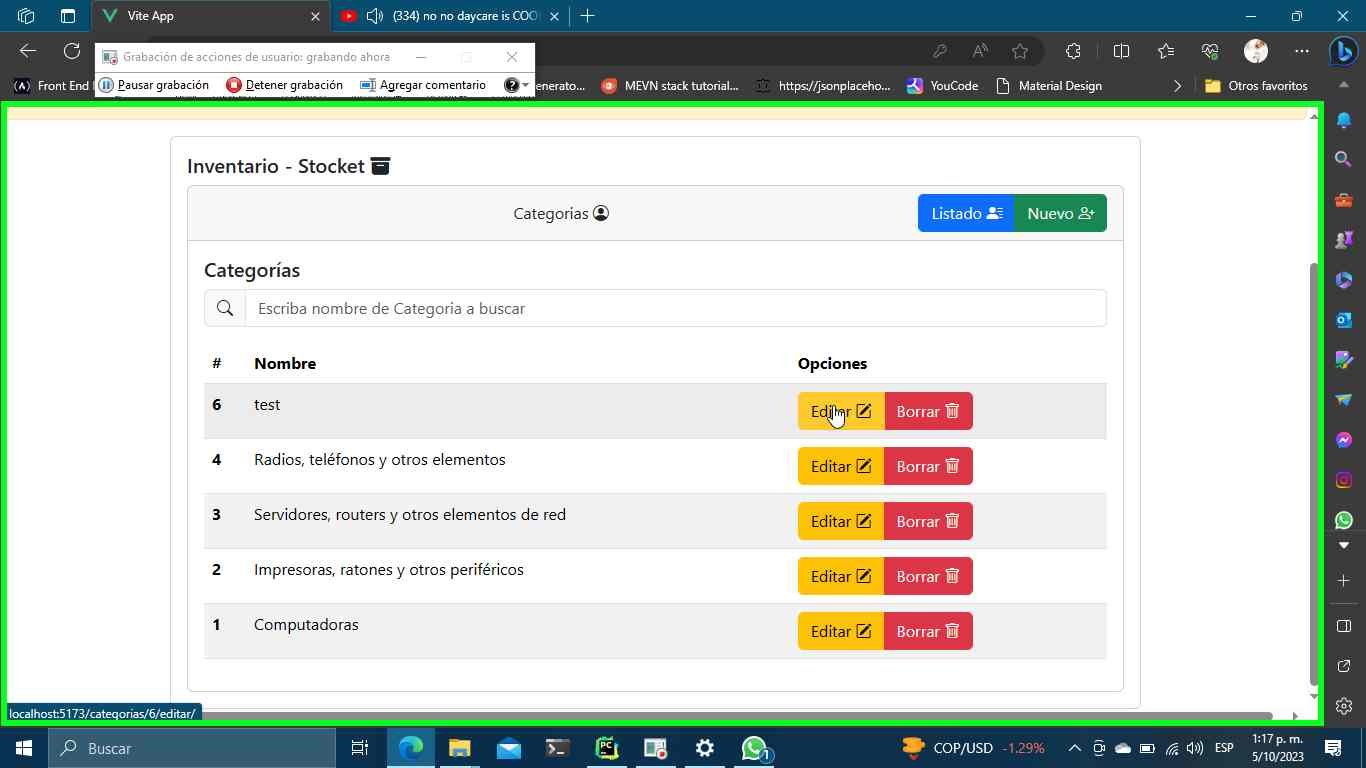 Vite App
(334) no no daycare is COO
Grabación de acciones de usuario: grabando ahora
Pausar grabación
Detener grabación
Agregar comentario
Front End
enerato...
MEVN stack tutorial...
https://jsonplaceho...
YouCode
Material Design
Otros favoritos
Inventario - Stocket
Categorias
Listado
Nuevo
Categorías
Escriba nombre de Categoria a buscar
# Nombre Opciones
6 test Editar Borrar
4 Radios, teléfonos y otros elementos Editar Borrar
3 Servidores, routers y otros elementos de red Editar Borrar
2 Impresoras, ratones y otros periféricos Editar Borrar
1 Computadoras Editar Borrar
localhost:5173/categorias/6/editar/
Buscar
COP/USD -1.29%
ESP
1:17 p. m.
5/10/2023